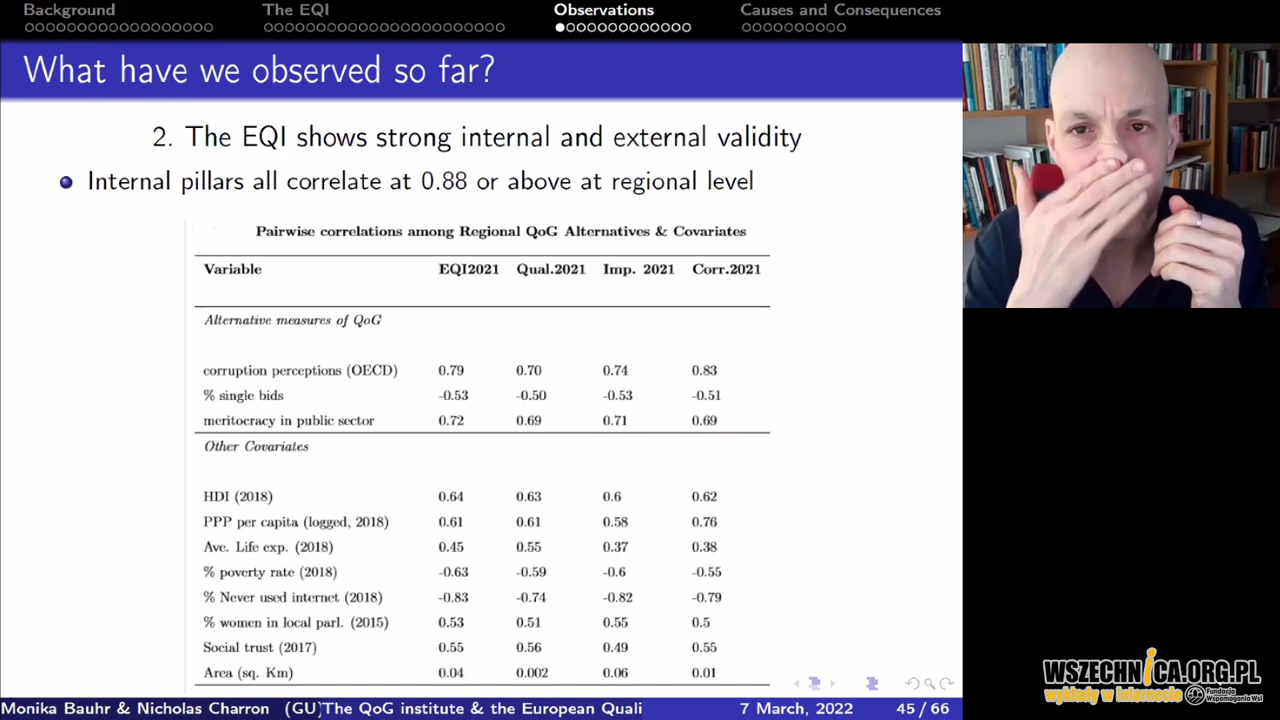 Background The EQI Observations Causes and Consequences
What have we observed so far?
2. The EQI shows strong internal and external validity
Internal pillars all correlate at 0.88 or above at regional level
Pairwise correlations among Regional QoG Alternatives & Covariates
Variable EQI2021 Qual.2021 Imp. 2021 Corr.2021
Alternative measures of QoG
corruption perceptions (OECD) 0.79 0.70 0.74 0.83
% single bids -0.53 -0.50 -0.53 -0.51
meritocracy in public sector 0.72 0.69 0.71 0.69
Other Covariates
HDI (2018) 0.64 0.63 0.6 0.62
PPP per capita (logged, 2018) 0.61 0.61 0.58 0.76
Ave. Life exp. (2018) 0.45 0.55 0.37 0.38
% poverty rate (2018) -0.63 -0.59 -0.6 -0.55
% Never used internet (2018) -0.83 -0.74 -0.82 -0.79
% women in local parl. (2015) 0.53 0.51 0.55 0.5
Social trust (2017) 0.55 0.56 0.49 0.55
Area (sq. Km) 0.04 0.002 0.06 0.01
Monika Bauhr & Nicholas Charron (GU) The QoG institute & the European Quali 7 March, 2022 45 / 66
WSZECHNICA.ORG.PL
wykłady w internecie
Fundacja
Wspomagania Wsi